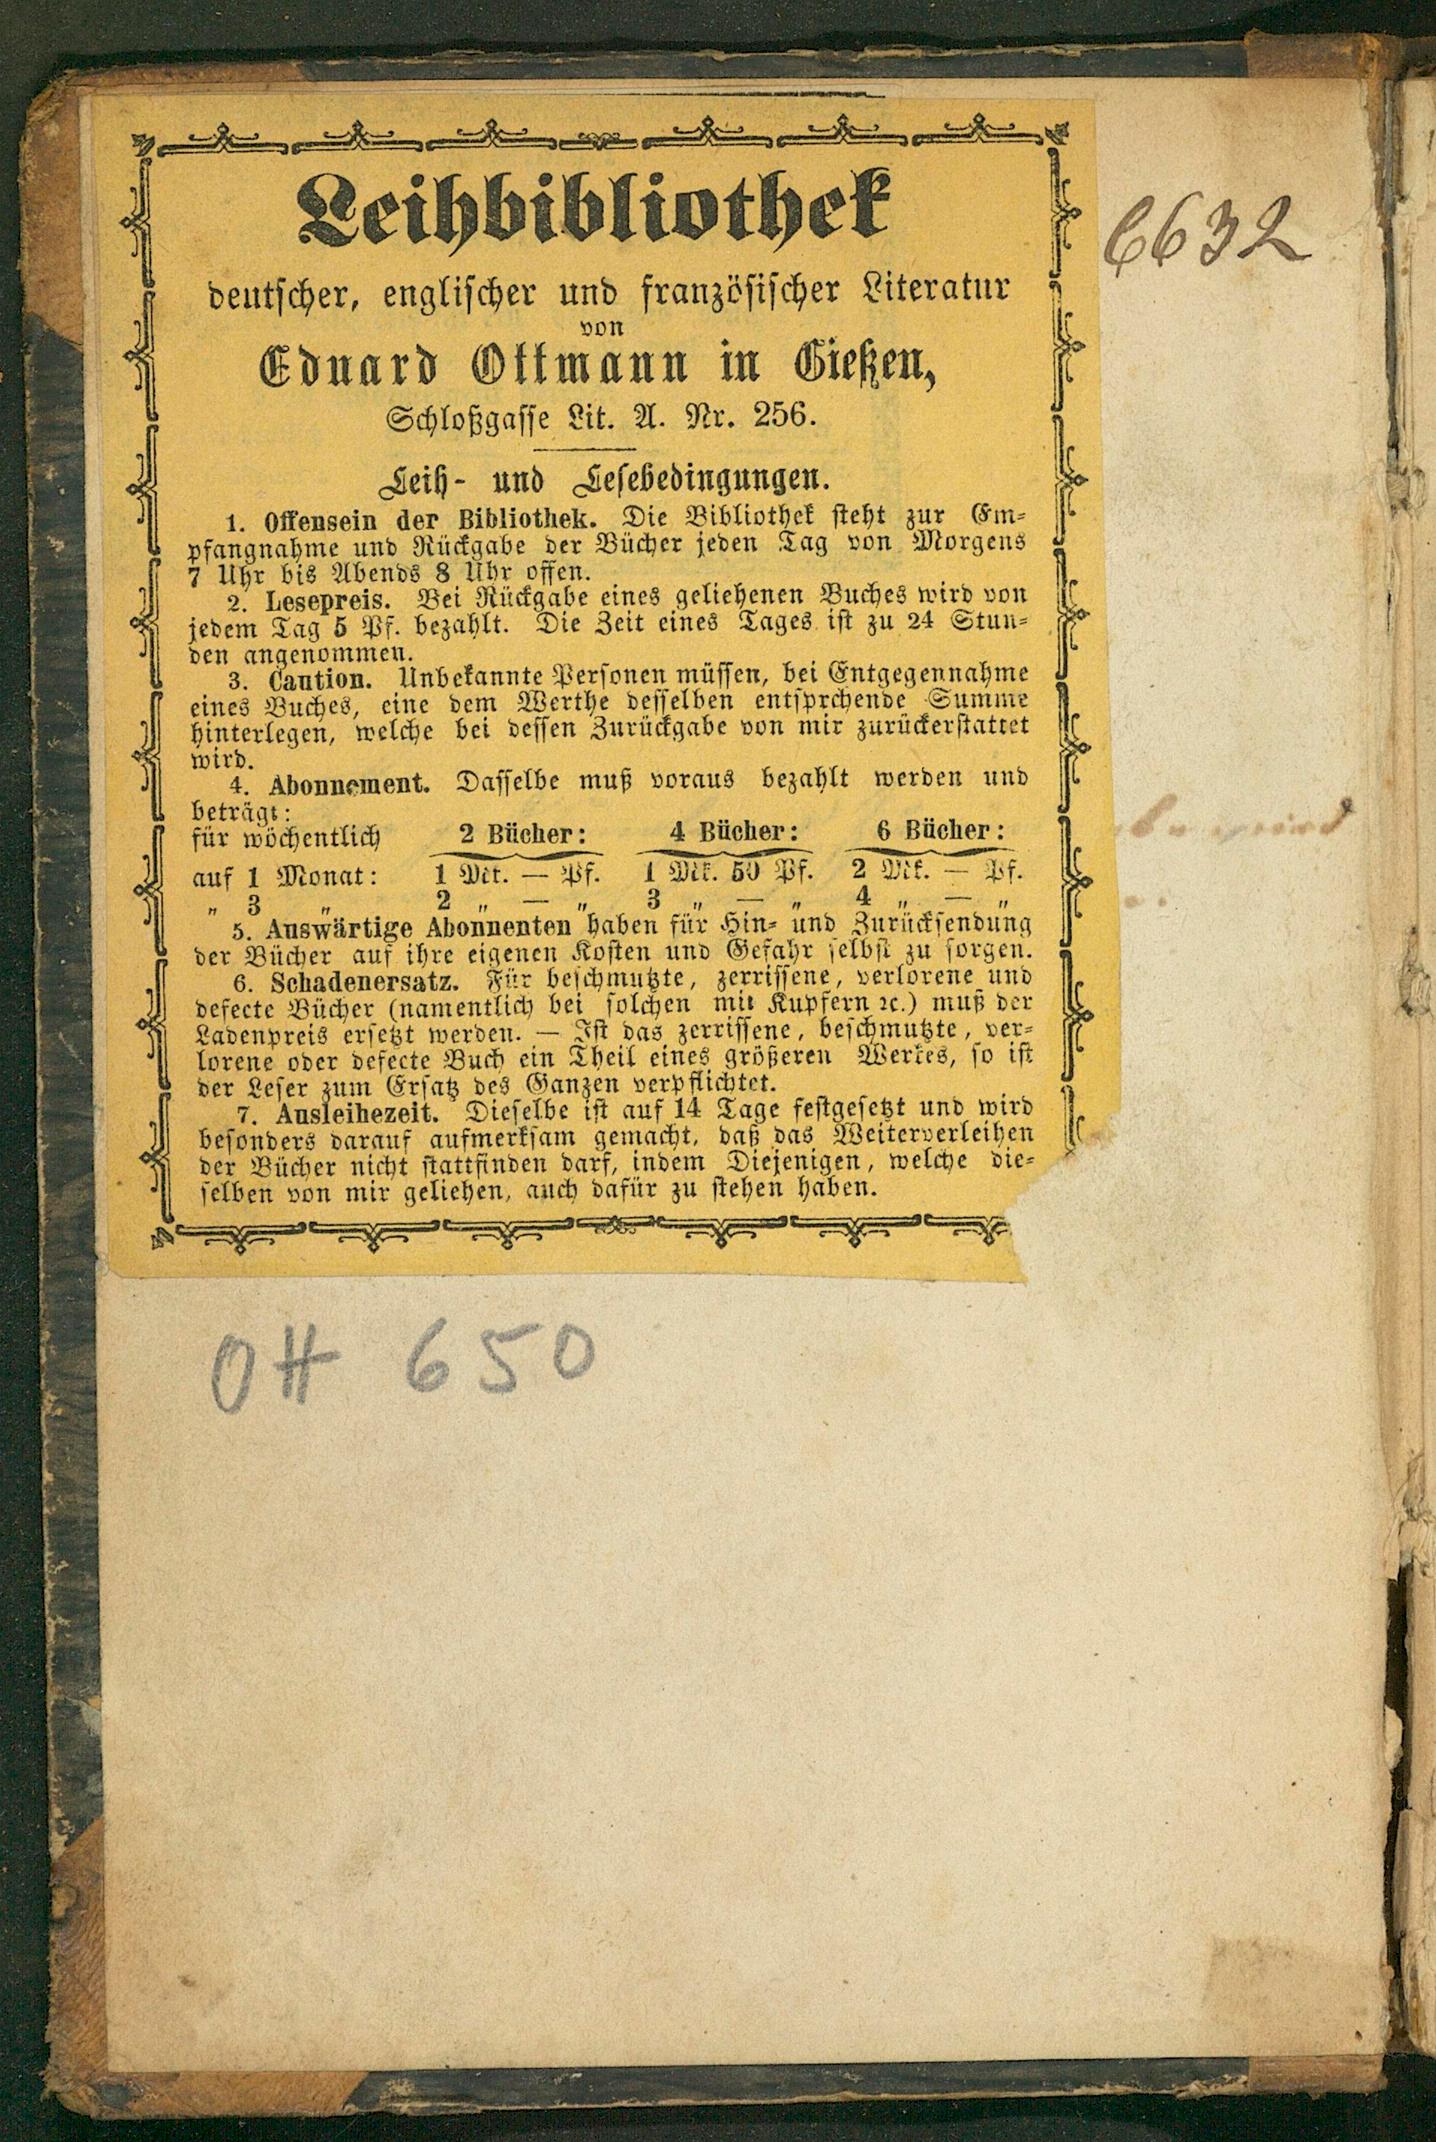 Leihbibliothek
deutscher, englischer und französischer Literatur
von
Eduard Ottmann in Gießen,
Schloßgasse Lit. A. Nr. 256.
Leih- und Lesebedingungen.
1. Offensein der Bibliothek. Die Bibliothek steht zur Em-
pfangnahme und Rückgabe der Bücher jeden Tag von Morgens
7 Uhr bis Abends 8 Uhr offen.
2. Lesepreis. Bei Rückgabe eines geliehenen Buches wird von
jedem Tag 5 Pf. bezahlt. Die Zeit eines Tages ist zu 24 Stun-
den angenommen.
3. Caution. Unbekannte Personen müssen, bei Entgegennahme
eines Buches, eine dem Werthe desselben entsprchende Summe
hinterlegen, welche bei dessen Zurückgabe von mir zurückerstattet
wird.
4. Abonnement. Dasselbe muß voraus bezahlt werden und
beträgt:
für wöchentlich 2 Bücher: 4 Bücher: 6 Bücher:
auf 1 Monat: 1 Mk. — Pf. 1 Mk. 50 Pf. 2 Mk. — Pf.
„ 3 „ 2 „ — „ 3 „ — „ 4 „ — „
5. Auswärtige Abonnenten haben für Hin- und Zurücksendung
der Bücher auf ihre eigenen Kosten und Gefahr selbst zu sorgen.
6. Schadenersatz. Für beschmutzte, zerrissene, verlorene und
defecte Bücher (namentlich bei solchen mit Kupfern ꝛc.) muß der
Ladenpreis ersetzt werden. — Ist das zerrissene, beschmutzte, ver-
lorene oder defecte Buch ein Theil eines größeren Werkes, so ist
der Leser zum Ersatz des Ganzen verpflichtet.
7. Ausleihezeit. Dieselbe ist auf 14 Tage festgesetzt und wird
besonders darauf aufmerksam gemacht, daß das Weiterverleihen
der Bücher nicht stattfinden darf, indem Diejenigen, welche die-
selben von mir geliehen, auch dafür zu stehen haben.
6632
OH 650